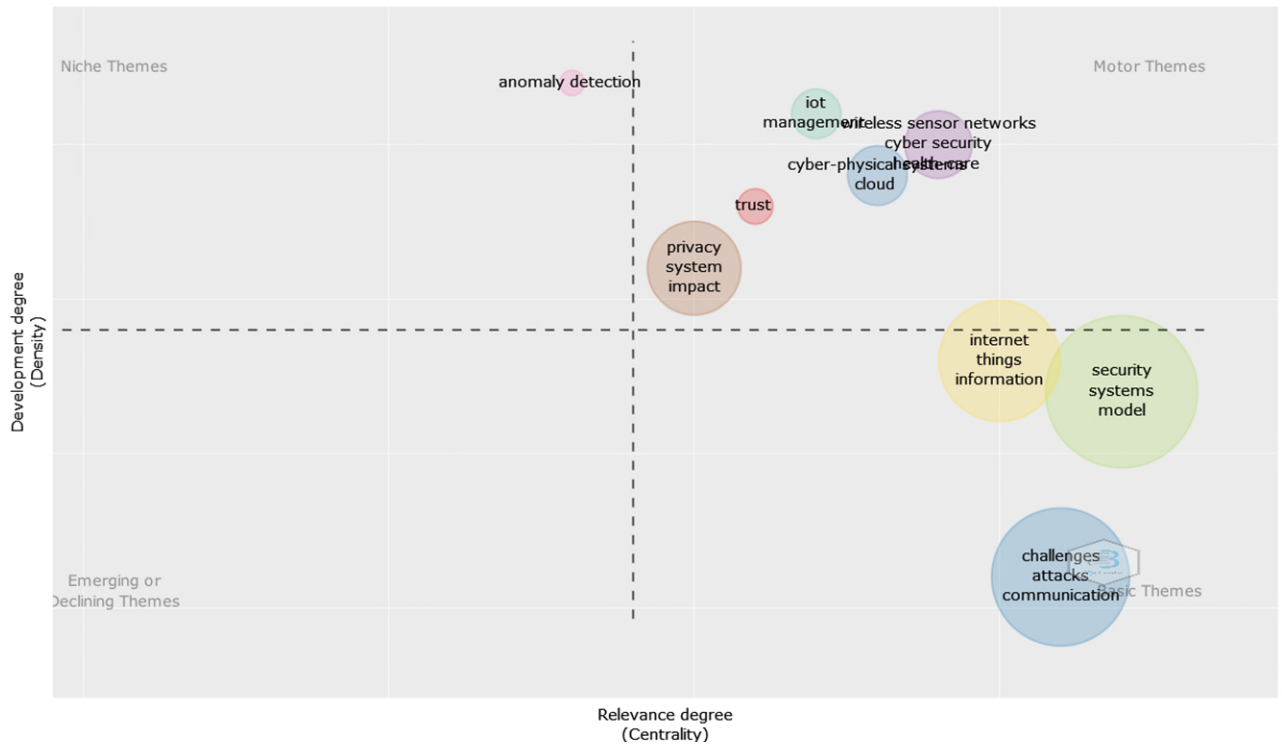 Niche Themes
Motor Themes
anomaly detection
iot
management
wireless sensor networks
cyber security
health-care
cyber-physical systems
cloud
trust
privacy
system
impact
internet
things
information
security
systems
model
challenges
attacks
communication
Emerging or
Declining Themes
Basic Themes
Development degree
(Density)
Relevance degree
(Centrality)